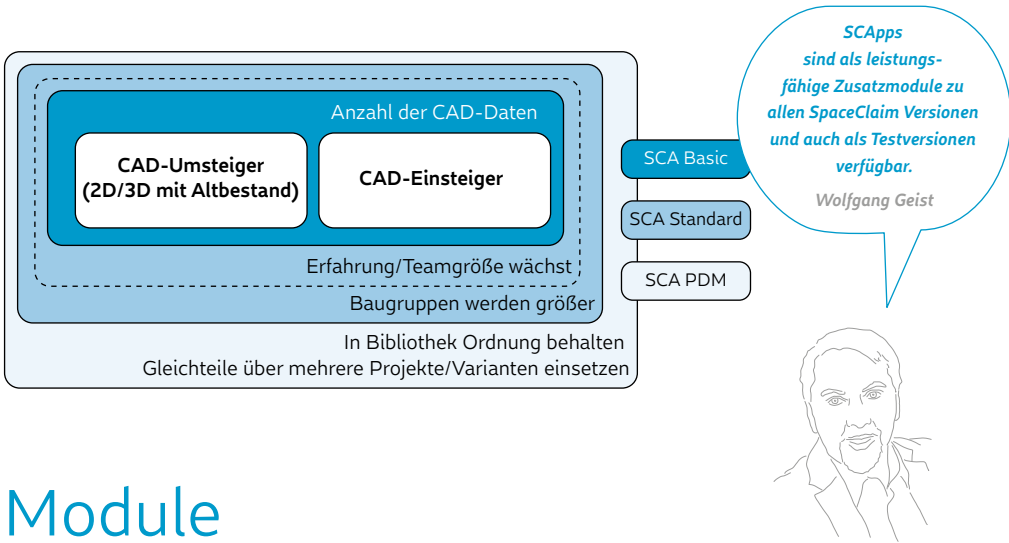 Anzahl der CAD-Daten
CAD-Umsteiger
(2D/3D mit Altbestand)
CAD-Einsteiger
Erfahrung/Teamgröße wächst
Baugruppen werden größer
In Bibliothek Ordnung behalten
Gleichteile über mehrere Projekte/Varianten einsetzen
SCA Basic
SCA Standard
SCA PDM
SCApps
sind als leistungs-
fähige Zusatzmodule zu
allen SpaceClaim Versionen
und auch als Testversionen
verfügbar.
Wolfgang Geist
Module